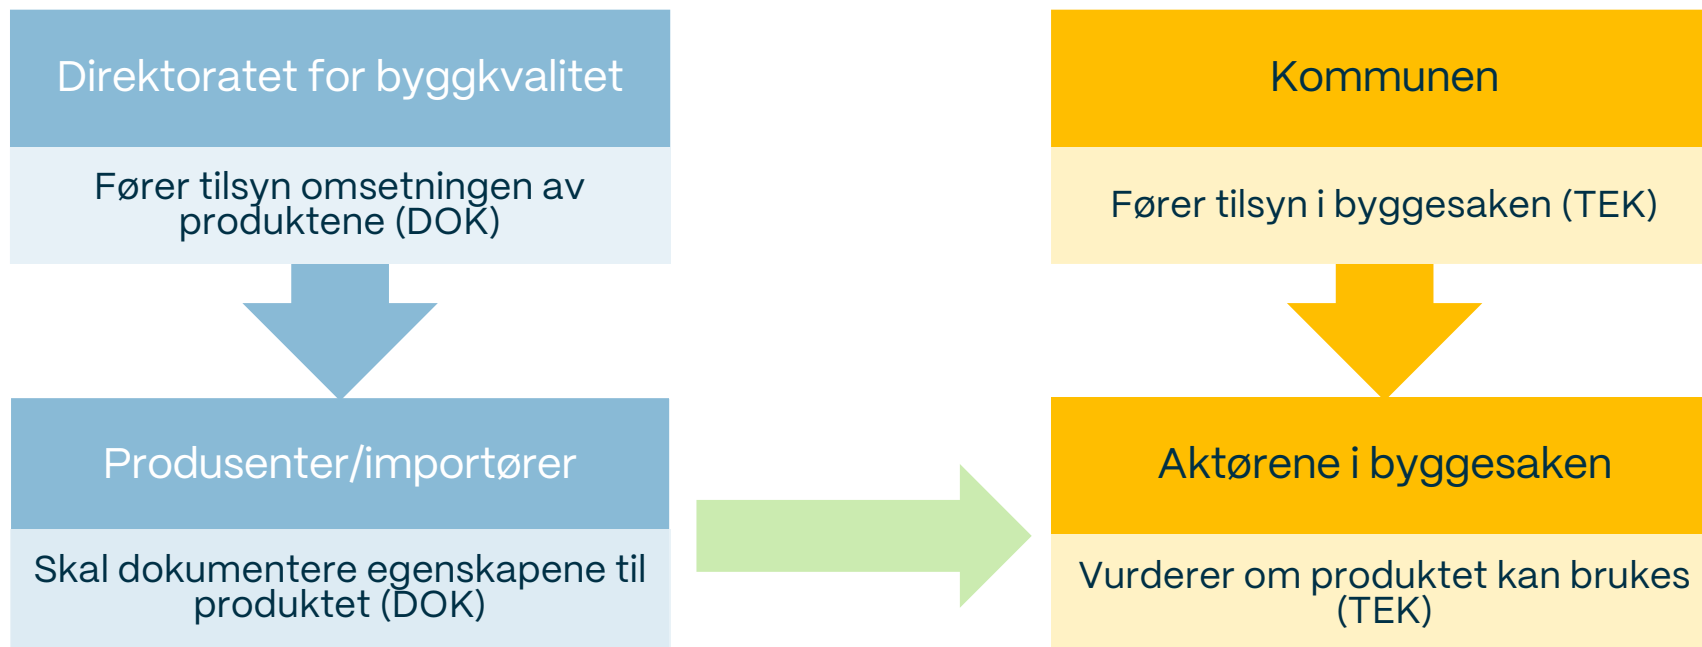 Direktoratet for byggkvalitet
Fører tilsyn omsetningen av
produktene (DOK)
Kommunen
Fører tilsyn i byggesaken (TEK)
Produsenter/importører
Skal dokumentere egenskapene til
produktet (DOK)
Aktørene i byggesaken
Vurderer om produktet kan brukes
(TEK)